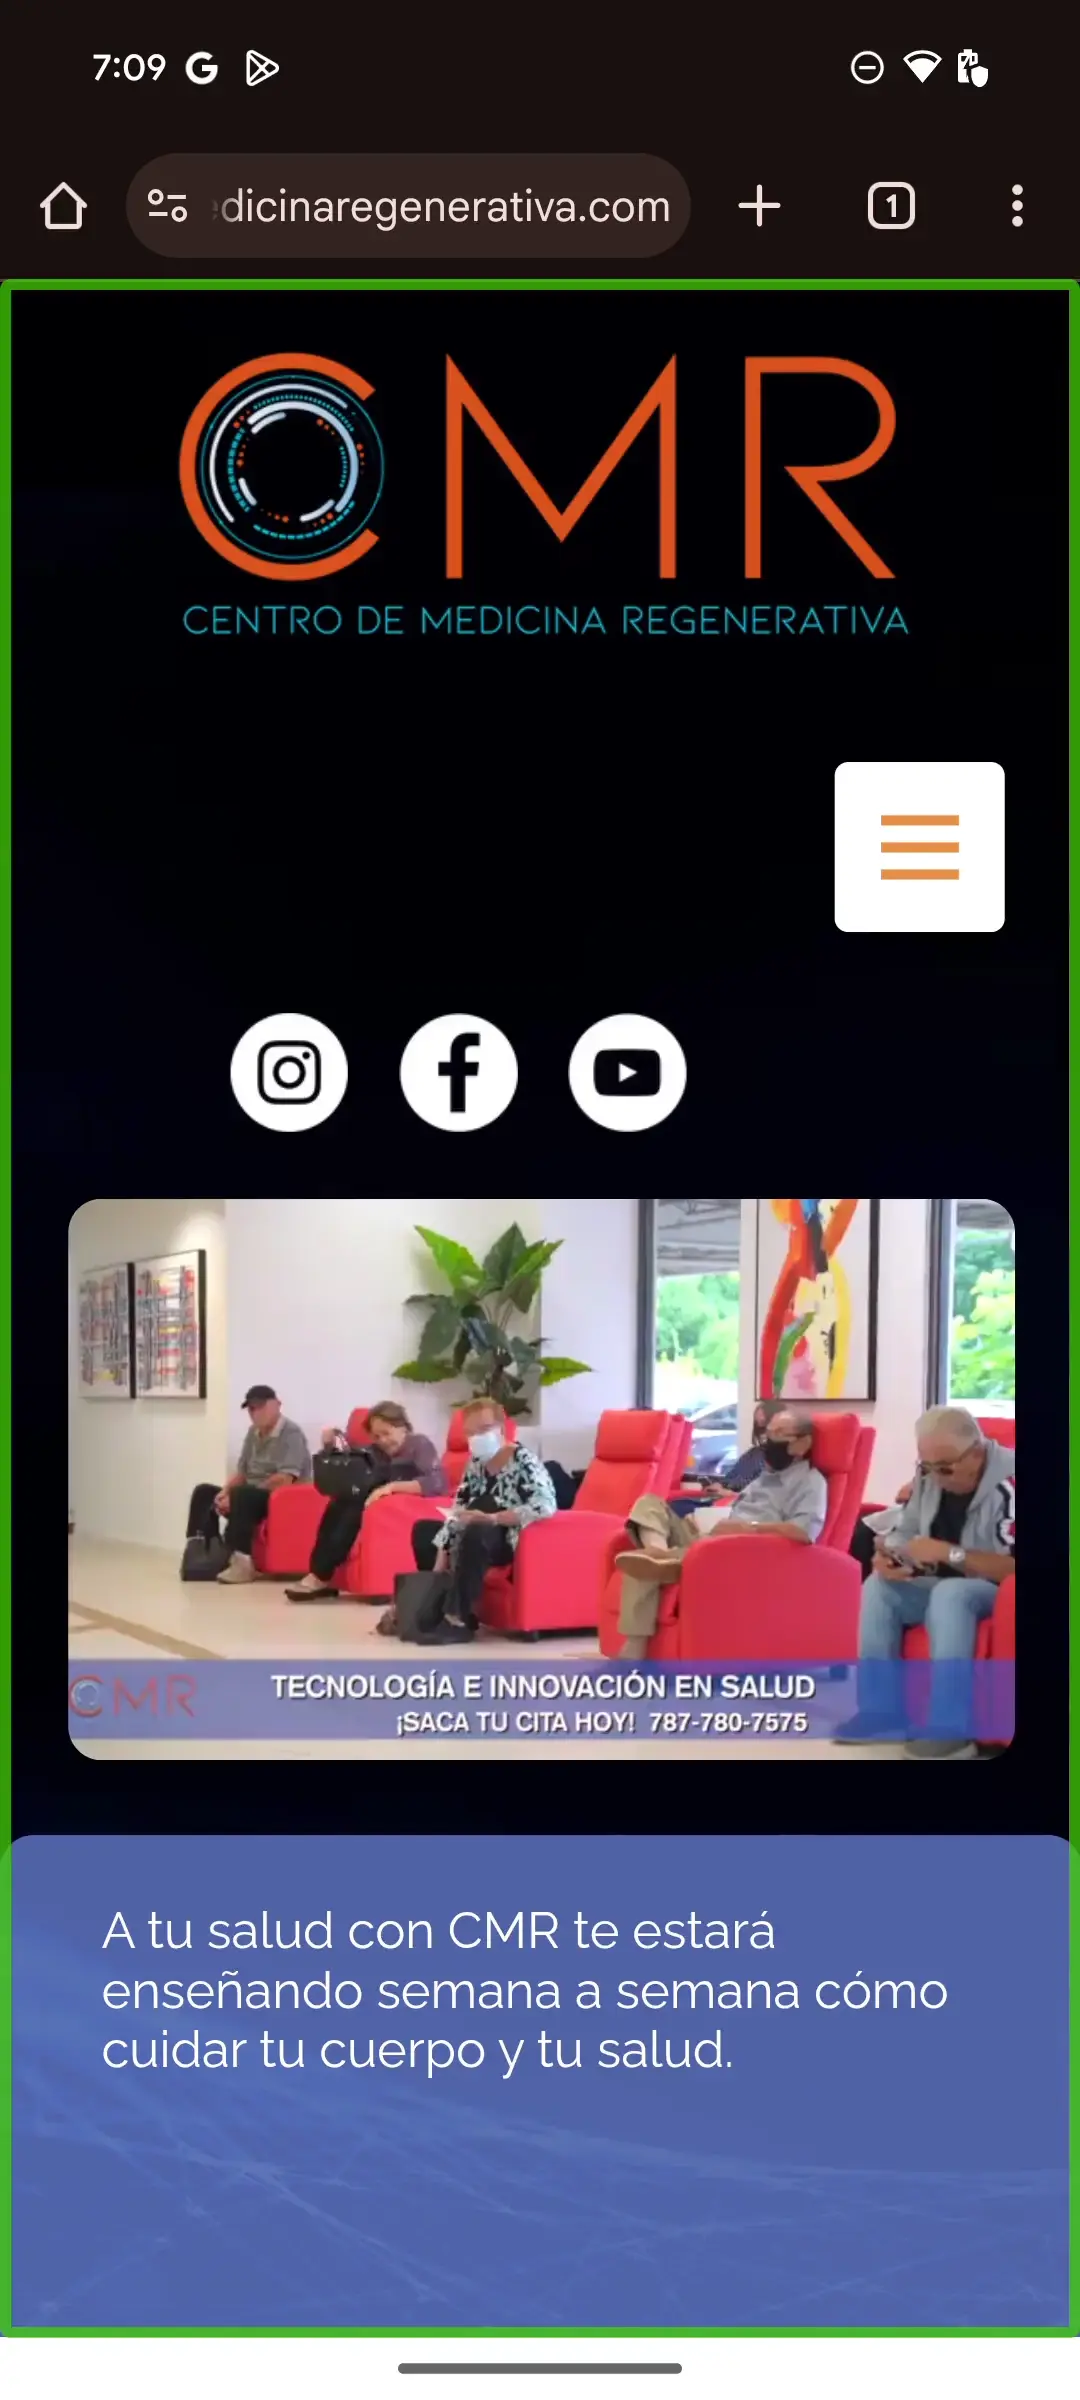 7:09
dicinaregenerativa.com
1
CMR
CENTRO DE MEDICINA REGENERATIVA
CMR
TECNOLOGÍA E INNOVACIÓN EN SALUD
¡SACA TU CITA HOY! 787-780-7575
A tu salud con CMR te estará
enseñando semana a semana cómo
cuidar tu cuerpo y tu salud.